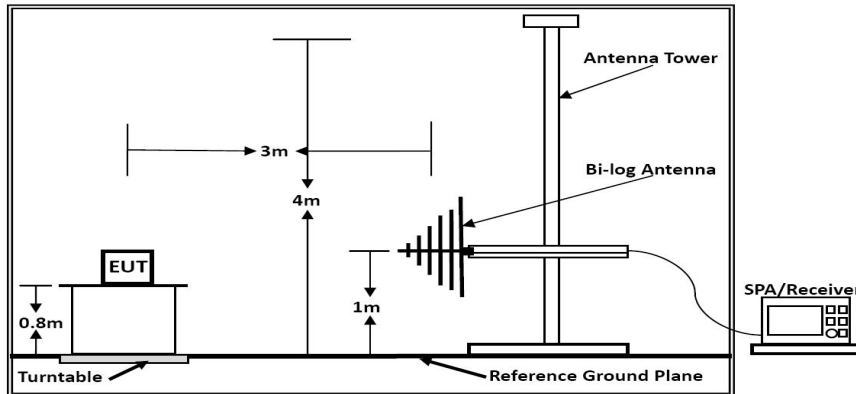 Antenna Tower
3m
Bi-log Antenna
4m
EUT
SPA/Receiver
0.8m
1m
Turntable
Reference Ground Plane